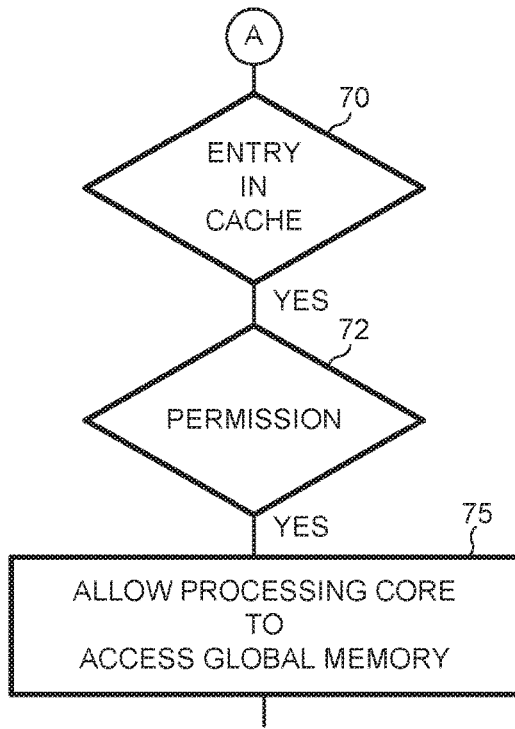 A
70
ENTRY
IN
CACHE
YES
72
PERMISSION
YES
75
ALLOW PROCESSING CORE
TO
ACCESS GLOBAL MEMORY